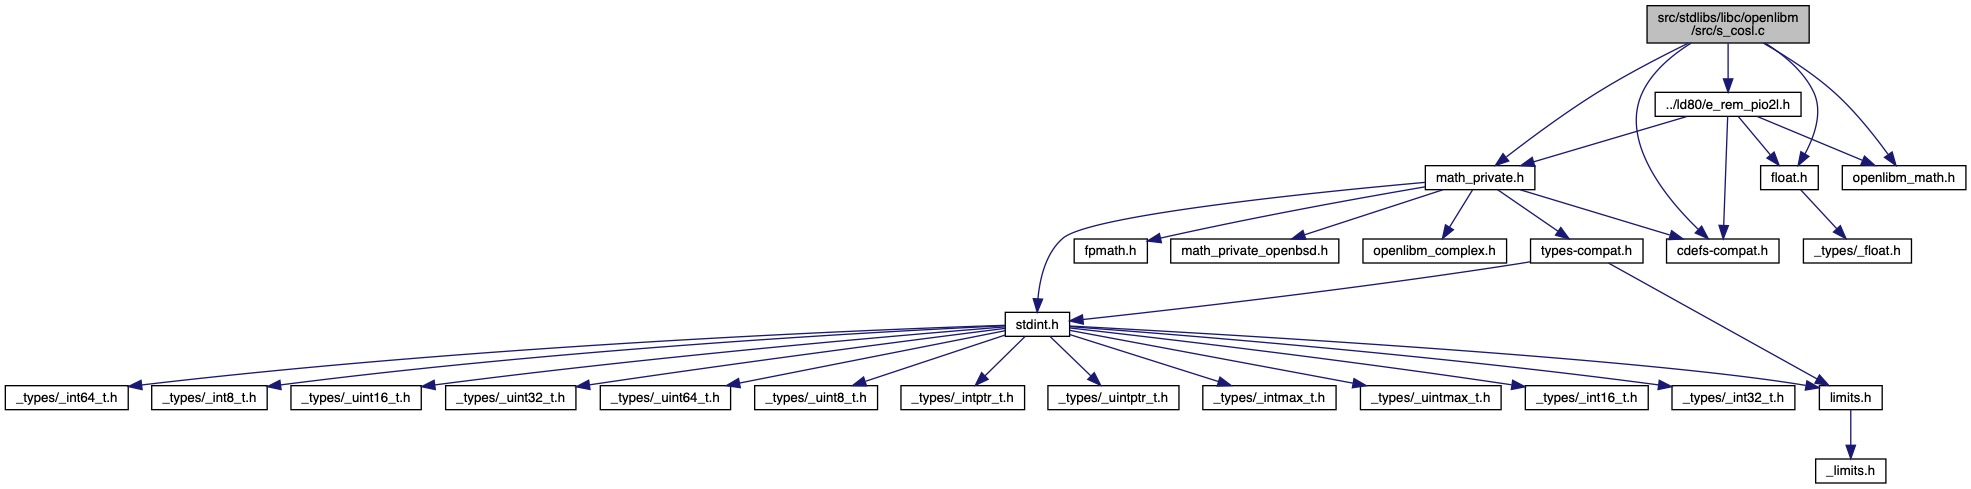 src/stdlibs/libc/openlibm
/src/s_cosl.c
../ld80/e_rem_pio2l.h
math_private.h
float.h
openlibm_math.h
fpmath.h
math_private_openbsd.h
openlibm_complex.h
types-compat.h
cdefs-compat.h
_types/_float.h
stdint.h
_types/_int64_t.h
_types/_int8_t.h
_types/_uint16_t.h
_types/_uint32_t.h
_types/_uint64_t.h
_types/_uint8_t.h
_types/_intptr_t.h
_types/_uintptr_t.h
_types/_intmax_t.h
_types/_uintmax_t.h
_types/_int16_t.h
_types/_int32_t.h
limits.h
_limits.h